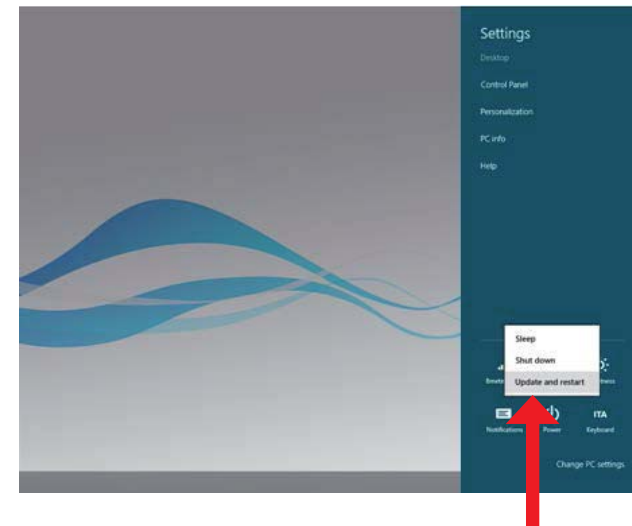 Settings
Desktop
Control Panel
Personalization
PC info
Help
Sleep
Shut down
Update and restart
Notifications
Power
ITA
Keyboard
Change PC settings